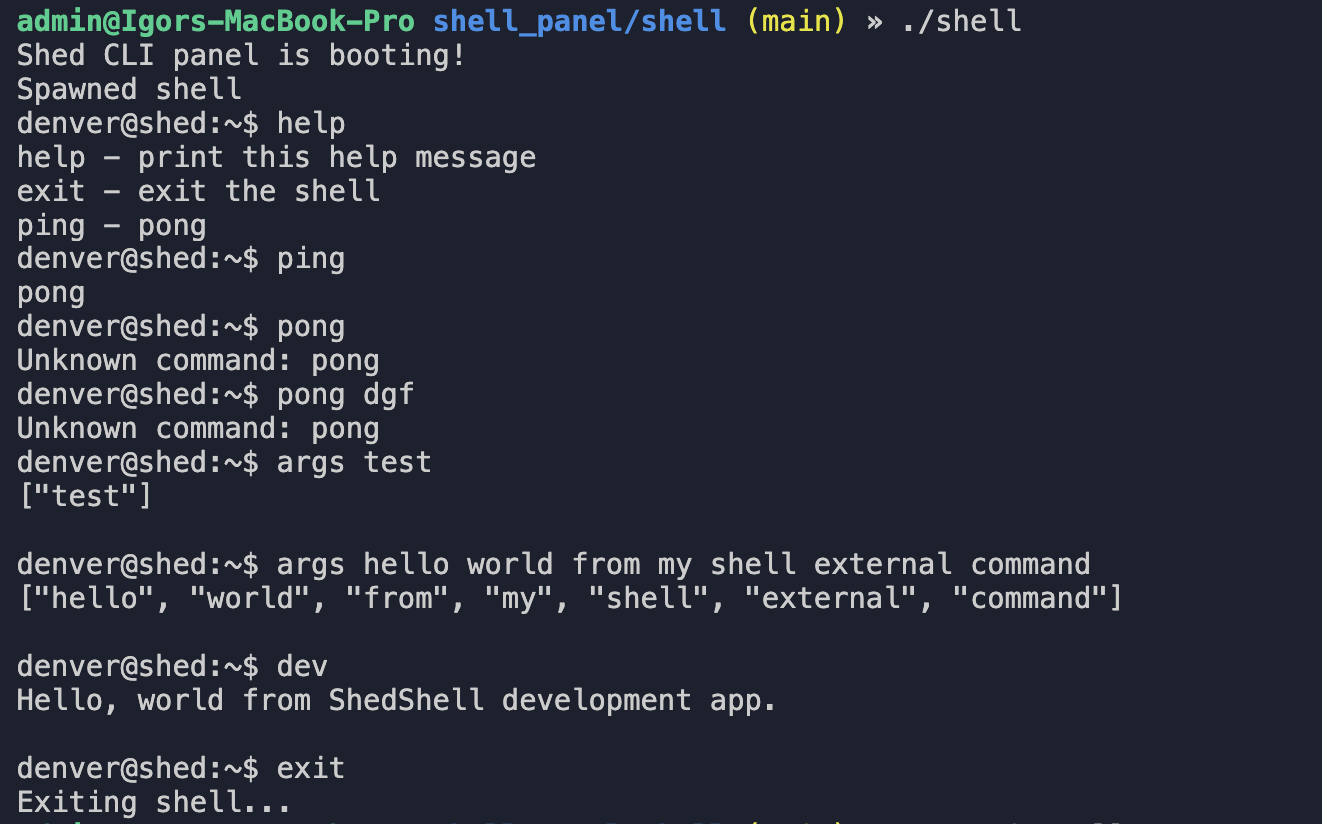 admin@Igors-MacBook-Pro shell_panel/shell (main) » ./shell
Shed CLI panel is booting!
Spawned shell
denver@shed:~$ help
help - print this help message
exit - exit the shell
ping - pong
denver@shed:~$ ping
pong
denver@shed:~$ pong
Unknown command: pong
denver@shed:~$ pong dgf
Unknown command: pong
denver@shed:~$ args test
["test"]
denver@shed:~$ args hello world from my shell external command
["hello", "world", "from", "my", "shell", "external", "command"]
denver@shed:~$ dev
Hello, world from ShedShell development app.
denver@shed:~$ exit
Exiting shell...